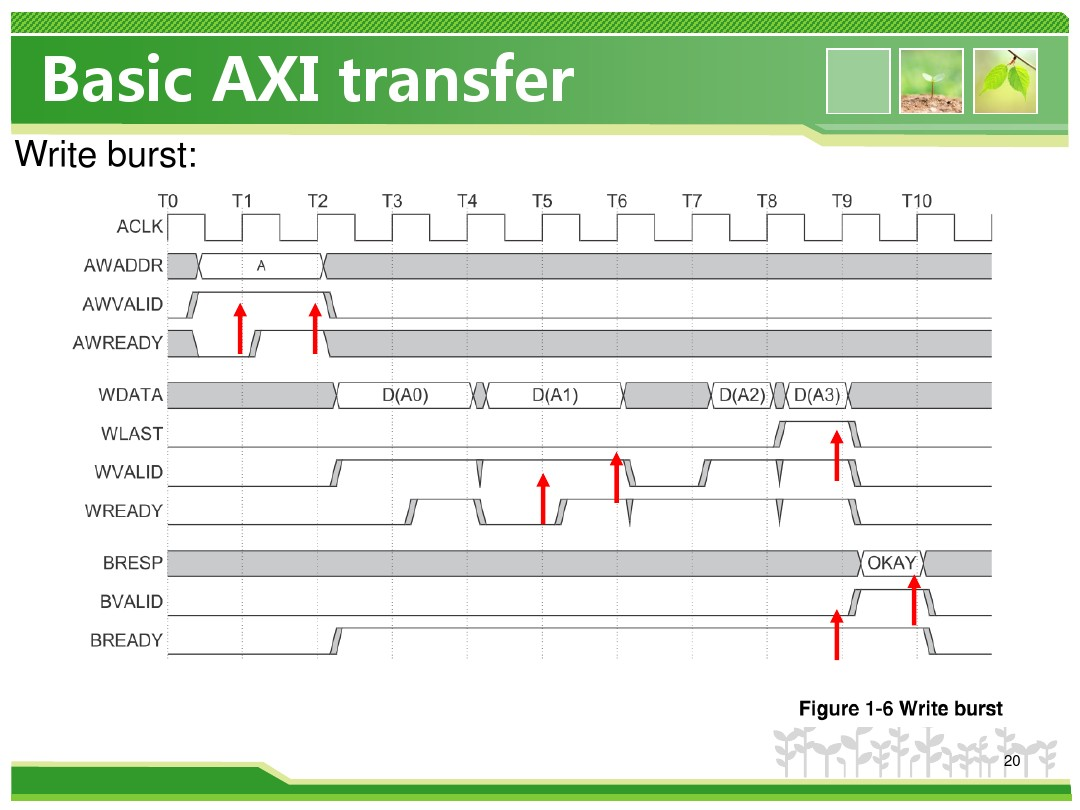 Basic AXI transfer
Write burst:
T0 T1 T2 T3 T4 T5 T6 T7 T8 T9 T10
ACLK
AWADDR A
AWVALID
AWREADY
WDATA D(A0) D(A1) D(A2) D(A3)
WLAST
WVALID
WREADY
BRESP OKAY
BVALID
BREADY
Figure 1-6 Write burst
20